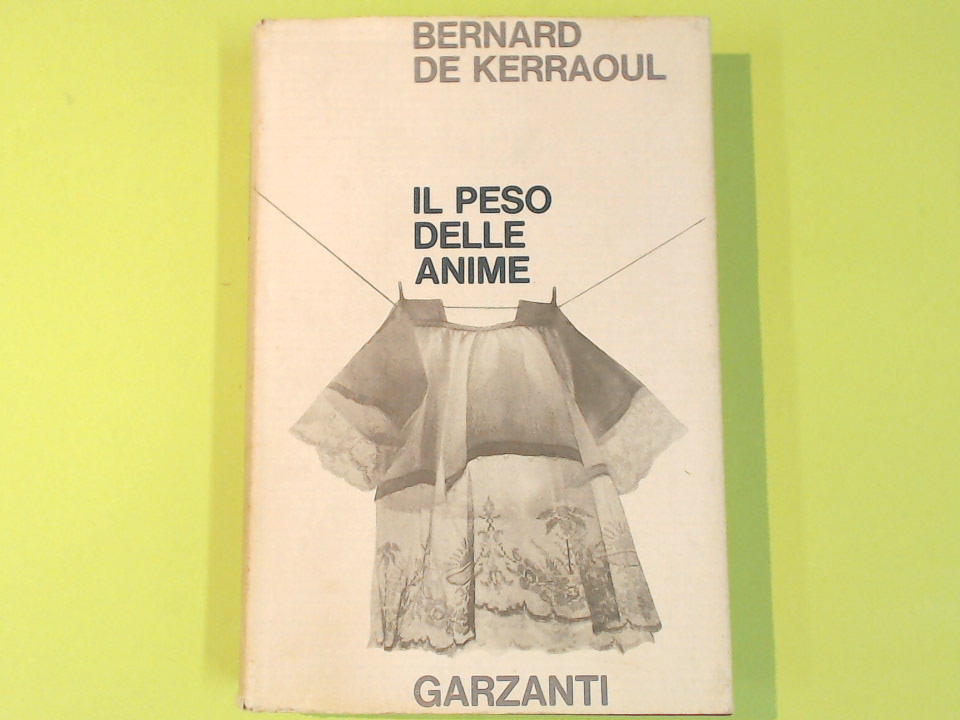 BERNARD
DE KERRAOUL
IL PESO
DELLE
ANIME
GARZANTI